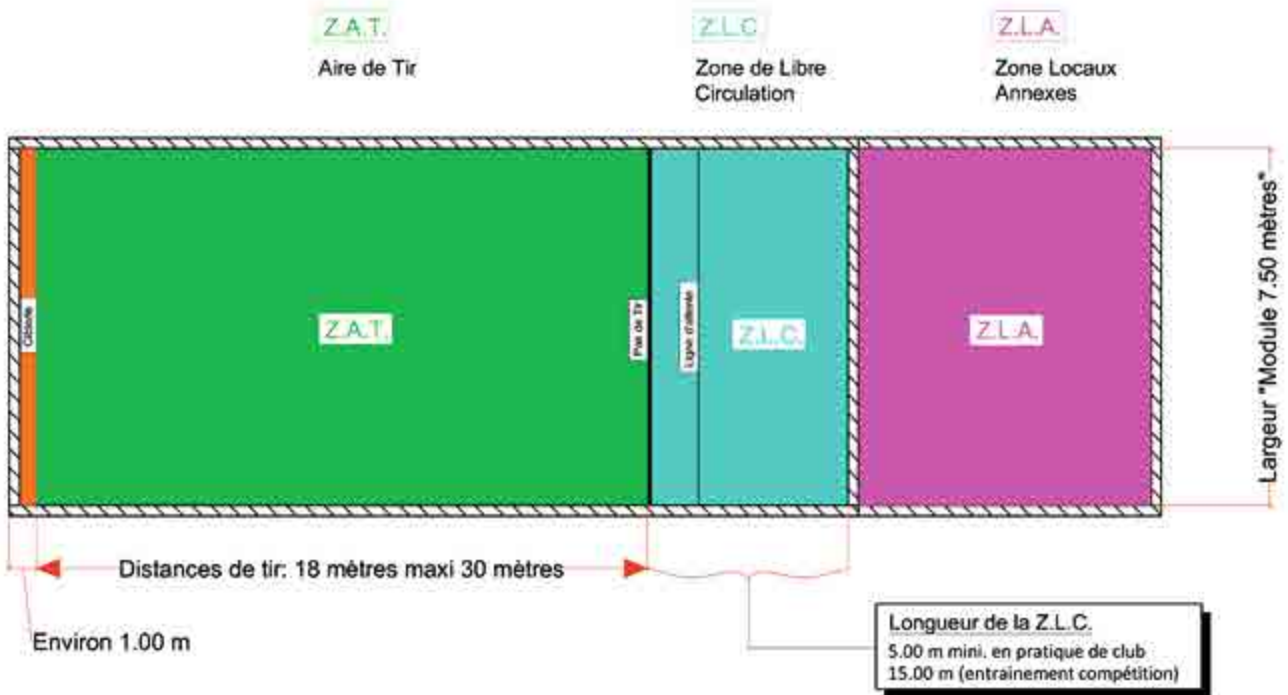 Z.A.T.
Aire de Tir
Z.L.C
Zone de Libre
Circulation
Z.L.A.
Zone Locaux
Annexes
Ciblerie
Z.A.T.
Pas de Tir
Ligne d'attente
Z.L.C.
Z.L.A.
Largeur "Module 7.50 mètres"
Distances de tir: 18 mètres maxi 30 mètres
Environ 1.00 m
Longueur de la Z.L.C.
5.00 m mini. en pratique de club
15.00 m (entrainement compétition)